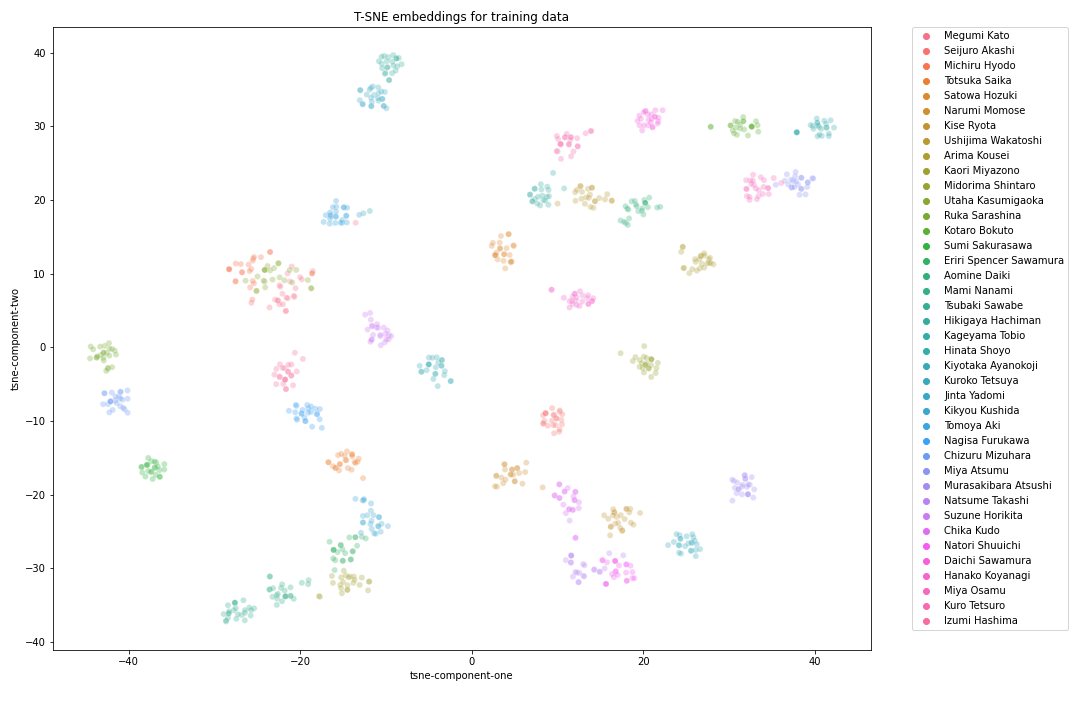 T-SNE embeddings for training data
40
30
20
10
0
−10
−20
−30
−40
tsne-component-two
−40
−20
0
20
40
tsne-component-one
Megumi Kato
Seijuro Akashi
Michiru Hyodo
Totsuka Saika
Satowa Hozuki
Narumi Momose
Kise Ryota
Ushijima Wakatoshi
Arima Kousei
Kaori Miyazono
Midorima Shintaro
Utaha Kasumigaoka
Ruka Sarashina
Kotaro Bokuto
Sumi Sakurasawa
Eriri Spencer Sawamura
Aomine Daiki
Mami Nanami
Tsubaki Sawabe
Hikigaya Hachiman
Kageyama Tobio
Hinata Shoyo
Kiyotaka Ayanokoji
Kuroko Tetsuya
Jinta Yadomi
Kikyou Kushida
Tomoya Aki
Nagisa Furukawa
Chizuru Mizuhara
Miya Atsumu
Murasakibara Atsushi
Natsume Takashi
Suzune Horikita
Chika Kudo
Natori Shuuichi
Daichi Sawamura
Hanako Koyanagi
Miya Osamu
Kuro Tetsuro
Izumi Hashima